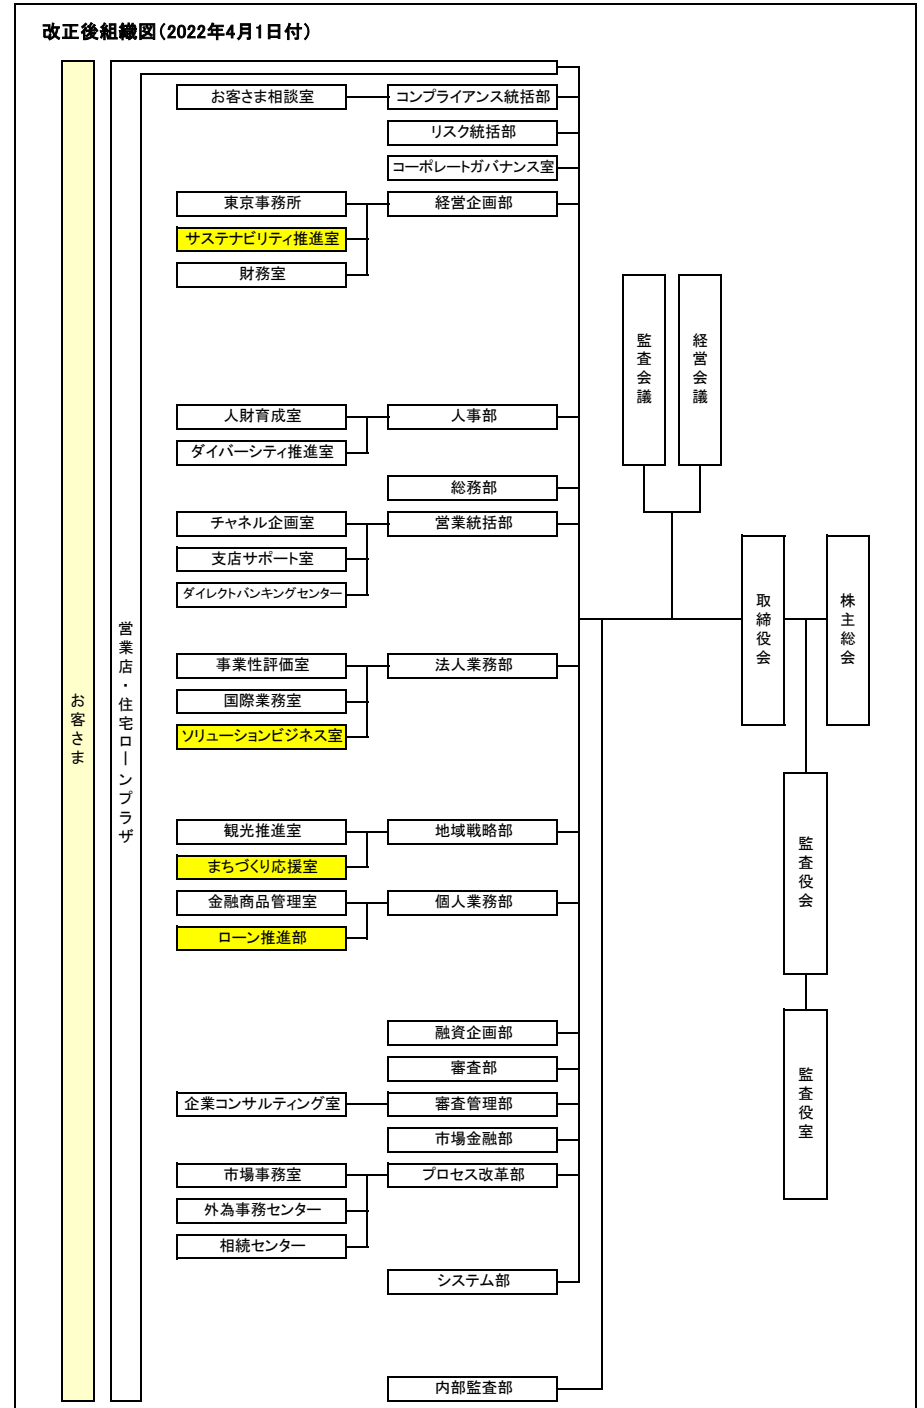 改正後組織図(2022年4月1日付)
お客さま
営業店・住宅ローンプラザ
お客さま相談室
コンプライアンス統括部
リスク統括部
コーポレートガバナンス室
東京事務所
経営企画部
サステナビリティ推進室
財務室
監査会議
経営会議
人財育成室
人事部
ダイバーシティ推進室
総務部
チャネル企画室
営業統括部
支店サポート室
ダイレクトバンキングセンター
取締役会
株主総会
事業性評価室
法人業務部
国際業務室
ソリューションビジネス室
観光推進室
地域戦略部
まちづくり応援室
監査役会
金融商品管理室
個人業務部
ローン推進部
融資企画部
審査部
監査役室
企業コンサルティング室
審査管理部
市場金融部
市場事務室
プロセス改革部
外為事務センター
相続センター
システム部
内部監査部